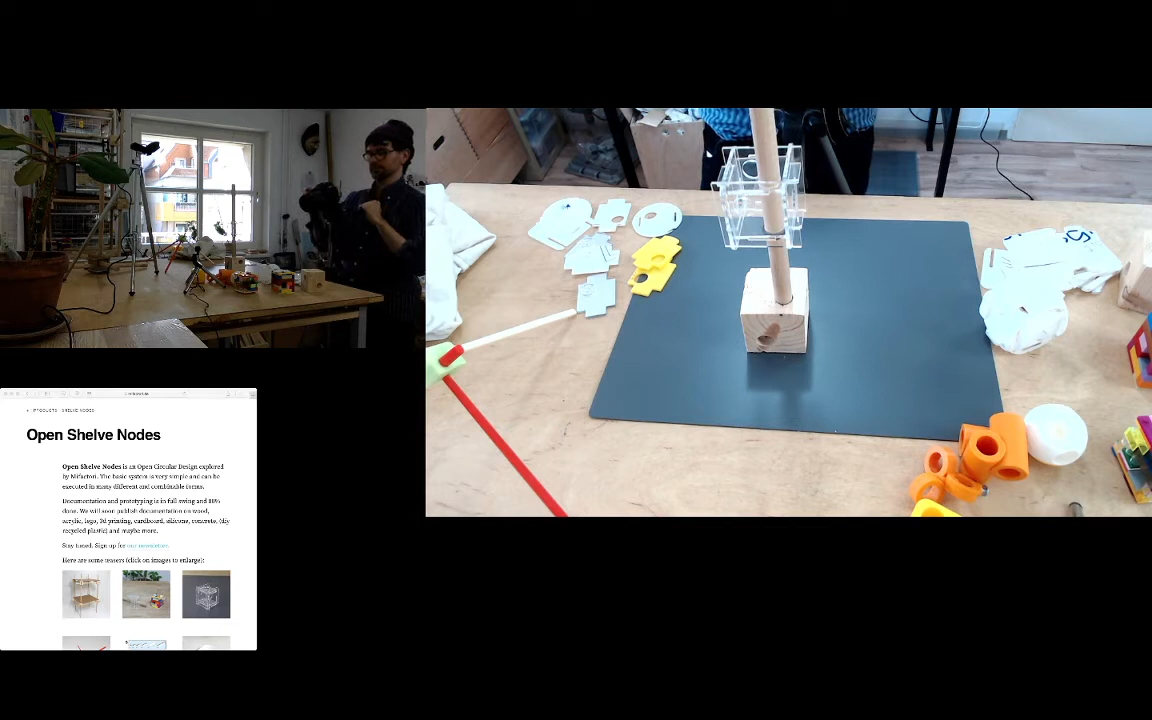 PRODUCTS SHELVE NODES
Open Shelve Nodes
Open Shelve Nodes is an Open Circular Design explored
by Mifactori. The basic system is very simple and can be
executed in many different and combinable forms.
Documentation and prototyping is in full swing and 80%
done. We will soon publish documentation on wood,
acrylic, lego, 3d printing, cardboard, silicone, concrete, (diy
recycled plastic) and maybe more.
Stay tuned. Sign up for our newsletter.
Here are some teasers (click on images to enlarge):